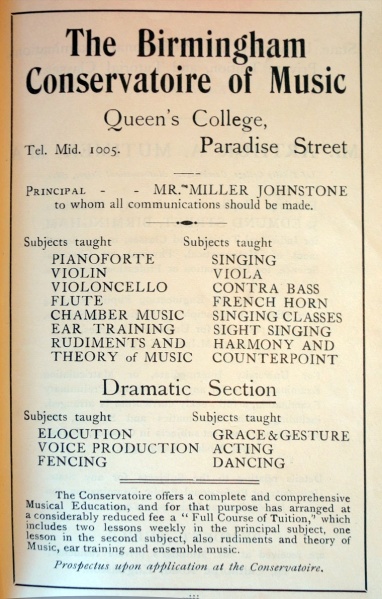 The Birmingham
Conservatoire of Music
Queen's College,
Tel. Mid. 1005. Paradise Street
PRINCIPAL - - MR. MILLER JOHNSTONE
to whom all communications should be made.
Subjects taught Subjects taught
PIANOFORTE SINGING
VIOLIN VIOLA
VIOLONCELLO CONTRA BASS
FLUTE FRENCH HORN
CHAMBER MUSIC SINGING CLASSES
EAR TRAINING SIGHT SINGING
RUDIMENTS AND HARMONY AND
THEORY of MUSIC COUNTERPOINT
Dramatic Section
Subjects taught Subjects taught
ELOCUTION GRACE & GESTURE
VOICE PRODUCTION ACTING
FENCING DANCING
The Conservatoire offers a complete and comprehensive
Musical Education, and for that purpose has arranged at
a considerably reduced fee a " Full Course of Tuition," which
includes two lessons weekly in the principal subject, one
lesson in the second subject, also rudiments and theory of
Music, ear training and ensemble music.
Prospectus upon application at the Conservatoire.